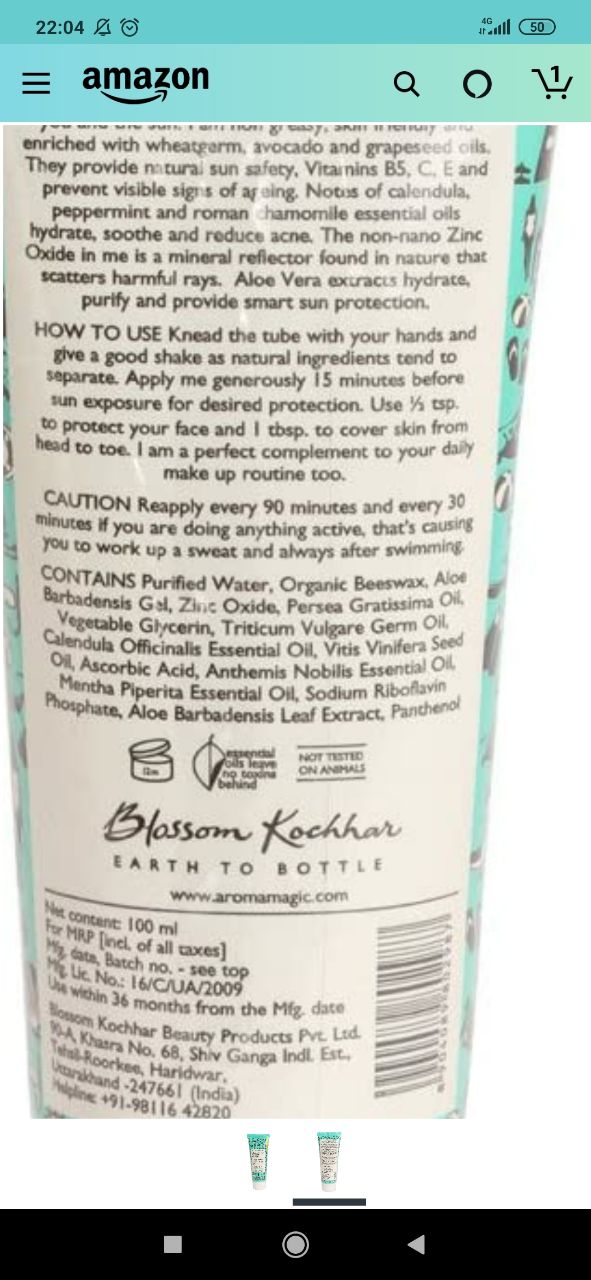 22:04
4G
50
amazon
1
you and the sun. I am non greasy, skin friendly and
enriched with wheatgerm, avocado and grapeseed oils.
They provide natural sun safety, Vitamins B5, C, E and
prevent visible signs of ageing. Notes of calendula,
peppermint and roman chamomile essential oils
hydrate, soothe and reduce acne. The non-nano Zinc
Oxide in me is a mineral reflector found in nature that
scatters harmful rays. Aloe Vera extracts hydrate,
purify and provide smart sun protection.
HOW TO USE Knead the tube with your hands and
give a good shake as natural ingredients tend to
separate. Apply me generously 15 minutes before
sun exposure for desired protection. Use ⅓ tsp.
to protect your face and 1 tbsp. to cover skin from
head to toe. I am a perfect complement to your daily
make up routine too.
CAUTION Reapply every 90 minutes and every 30
minutes if you are doing anything active, that's causing
you to work up a sweat and always after swimming.
CONTAINS Purified Water, Organic Beeswax, Aloe
Barbadensis Gel, Zinc Oxide, Persea Gratissima Oil,
Vegetable Glycerin, Triticum Vulgare Germ Oil,
Calendula Officinalis Essential Oil, Vitis Vinifera Seed
Oil, Ascorbic Acid, Anthemis Nobilis Essential Oil,
Mentha Piperita Essential Oil, Sodium Riboflavin
Phosphate, Aloe Barbadensis Leaf Extract, Panthenol
12m
essential
oils leave
no toxins
behind
NOT TESTED
ON ANIMALS
Blossom Kochhar
EARTH TO BOTTLE
www.aromamagic.com
Net content: 100 ml
For MRP [incl. of all taxes]
Mfg. date, Batch no. - see top
Mfg. Lic. No.: 16/C/UA/2009
Use within 36 months from the Mfg. date
Blossom Kochhar Beauty Products Pvt. Ltd.
90-A, Khasra No. 68, Shiv Ganga Indl. Est.,
Tehsil-Roorkee, Haridwar,
Uttarakhand -247661 (India)
Helpline: +91-98116 42820